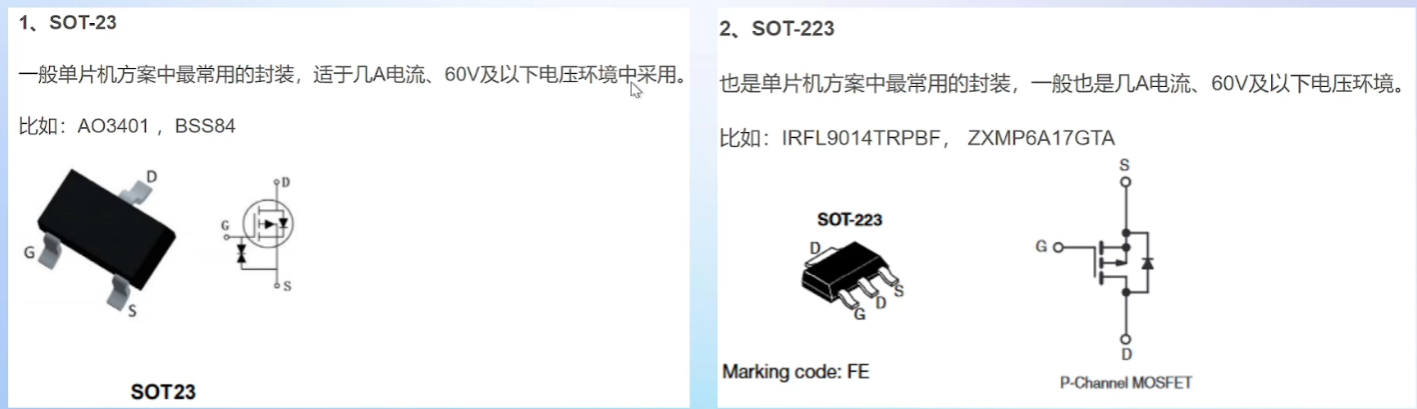 1、SOT-23
一般单片机方案中最常用的封装，适于几A电流、60V及以下电压环境中采用。
比如：AO3401 ，BSS84
D
G
S
D
G
S
SOT23
2、SOT-223
也是单片机方案中最常用的封装，一般也是几A电流、60V及以下电压环境。
比如：IRFL9014TRPBF， ZXMP6A17GTA
SOT-223
D
G
D
S
Marking code: FE
S
G
D
P-Channel MOSFET